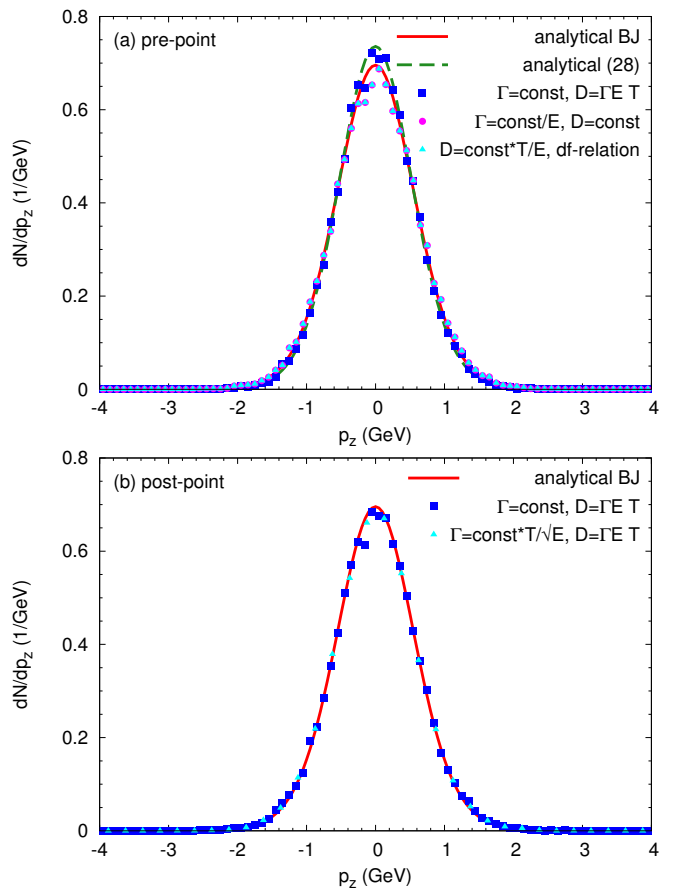 (a) pre-point
analytical BJ
analytical (28)
Γ=const, D=ΓE T
Γ=const/E, D=const
D=const*T/E, df-relation
dN/dp_z (1/GeV)
0.8
0.6
0.4
0.2
0
-4 -3 -2 -1 0 1 2 3 4
p_z (GeV)
(b) post-point
analytical BJ
Γ=const, D=ΓE T
Γ=const*T/√E, D=ΓE T
dN/dp_z (1/GeV)
0.8
0.6
0.4
0.2
0
-4 -3 -2 -1 0 1 2 3 4
p_z (GeV)